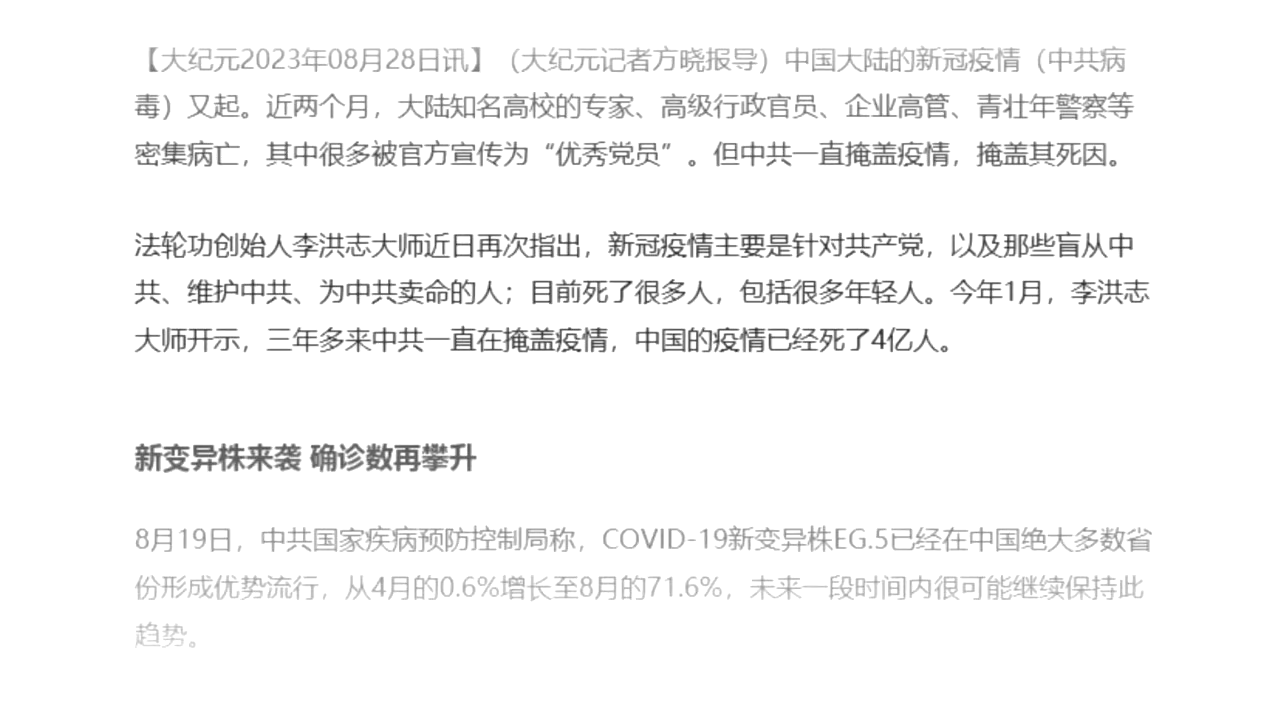 【大纪元2023年08月28日讯】（大纪元记者方晓报导）中国大陆的新冠疫情（中共病
毒）又起。近两个月，大陆知名高校的专家、高级行政官员、企业高管、青壮年警察等
密集病亡，其中很多被官方宣传为“优秀党员”。但中共一直掩盖疫情，掩盖其死因。
法轮功创始人李洪志大师近日再次指出，新冠疫情主要是针对共产党，以及那些盲从中
共、维护中共、为中共卖命的人；目前死了很多人，包括很多年轻人。今年1月，李洪志
大师开示，三年多来中共一直在掩盖疫情，中国的疫情已经死了4亿人。
新变异株来袭 确诊数再攀升
8月19日，中共国家疾病预防控制局称，COVID-19新变异株EG.5已经在中国绝大多数省
份形成优势流行，从4月的0.6%增长至8月的71.6%，未来一段时间内很可能继续保持此
趋势。